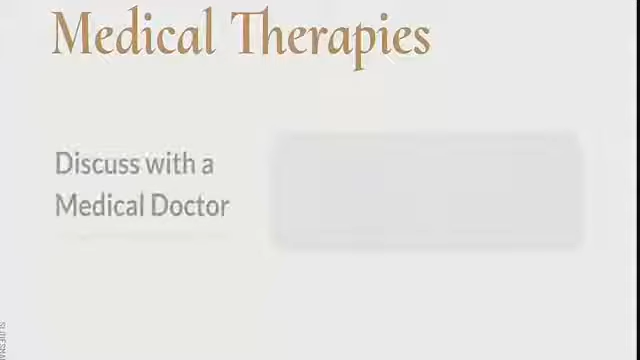 Medical Therapies
Discuss with a
Medical Doctor